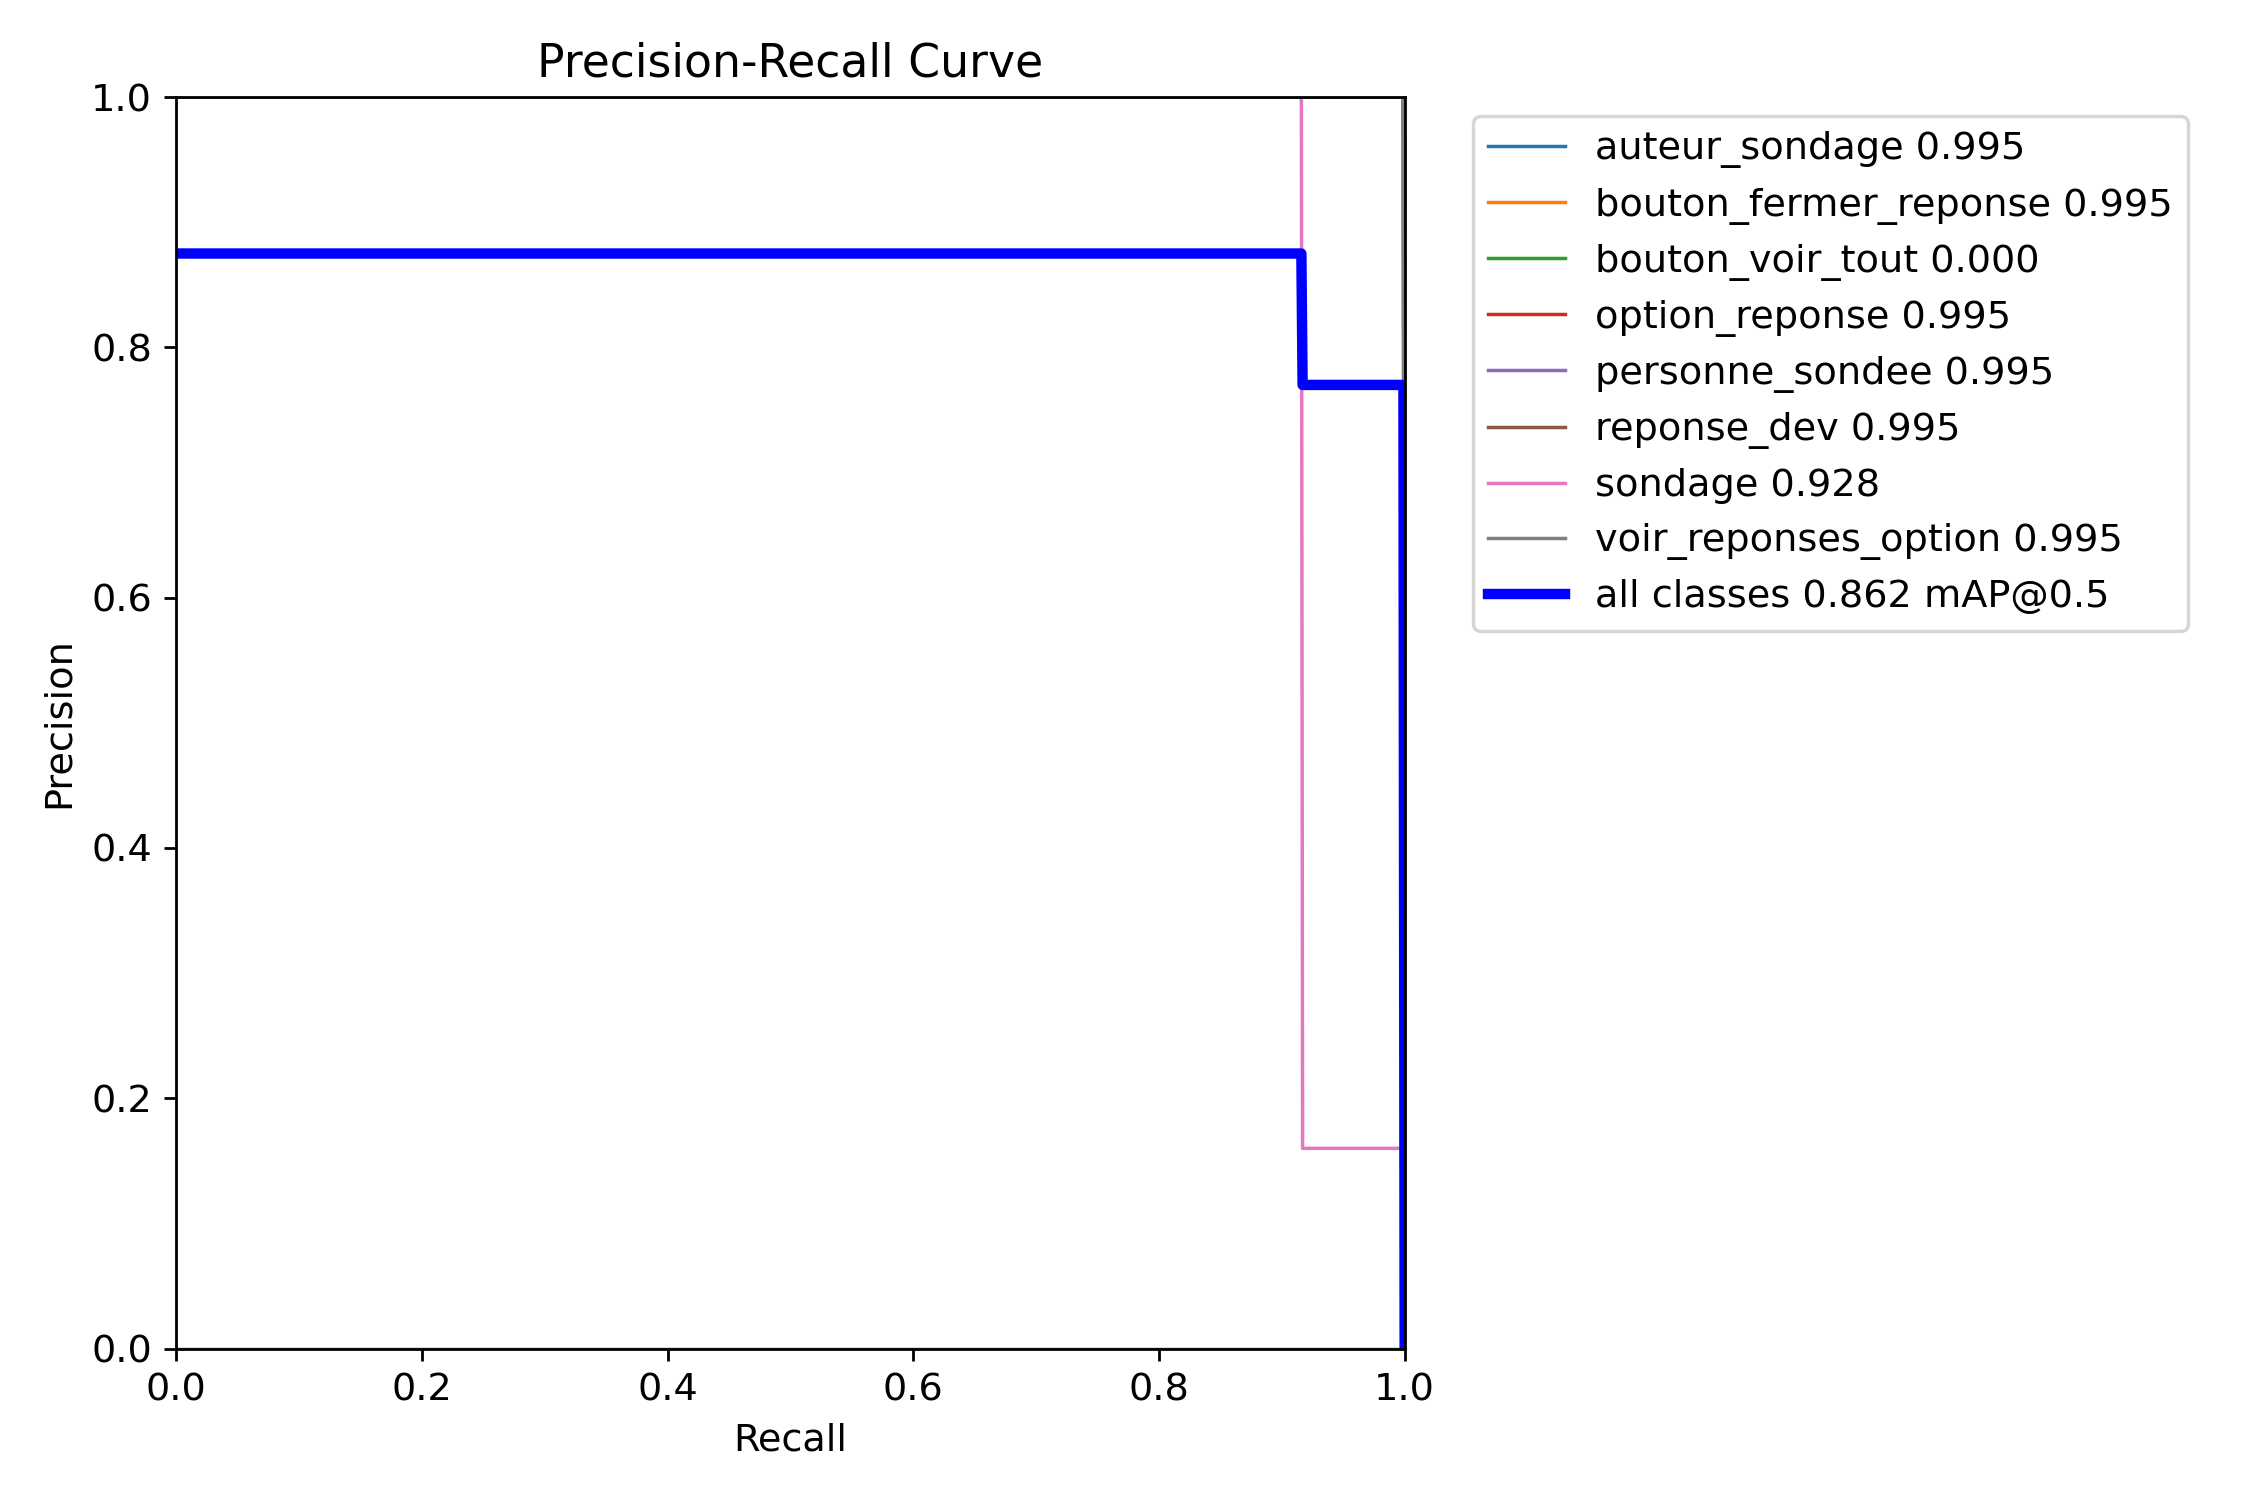 Precision-Recall Curve
1.0
0.8
0.6
0.4
0.2
0.0
Precision
0.0 0.2 0.4 0.6 0.8 1.0
Recall
auteur_sondage 0.995
bouton_fermer_reponse 0.995
bouton_voir_tout 0.000
option_reponse 0.995
personne_sondee 0.995
reponse_dev 0.995
sondage 0.928
voir_reponses_option 0.995
all classes 0.862 mAP@0.5